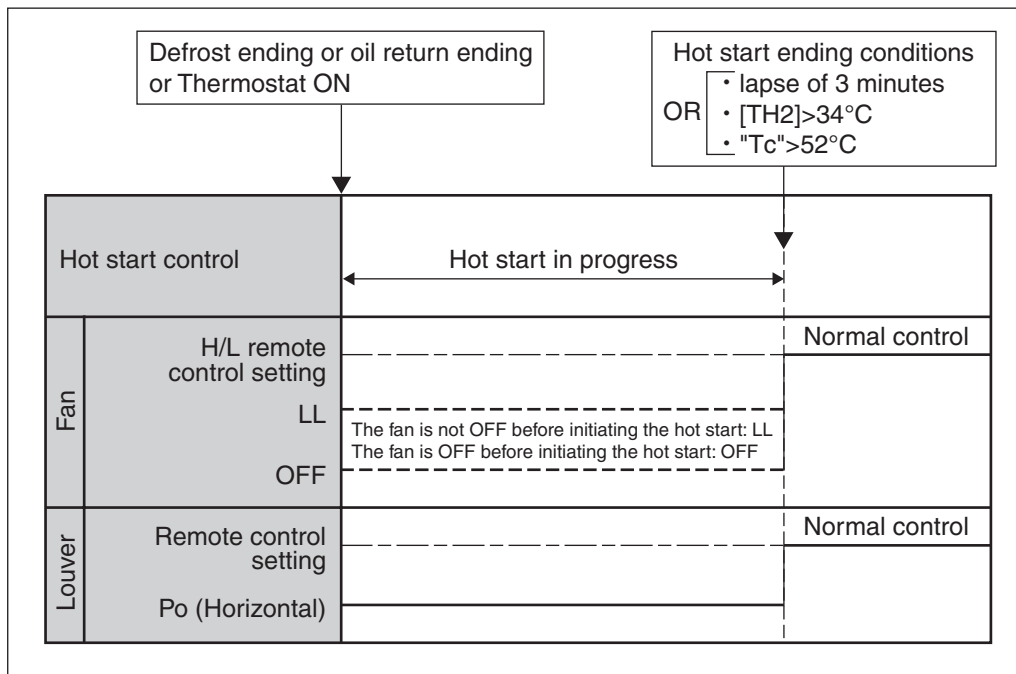 Defrost ending or oil return ending
or Thermostat ON
Hot start ending conditions
OR
・lapse of 3 minutes
・[TH2]>34°C
・"Tc">52°C
Hot start control
Hot start in progress
Fan
H/L remote
control setting
Normal control
LL
The fan is not OFF before initiating the hot start: LL
The fan is OFF before initiating the hot start: OFF
OFF
Louver
Remote control
setting
Normal control
Po (Horizontal)